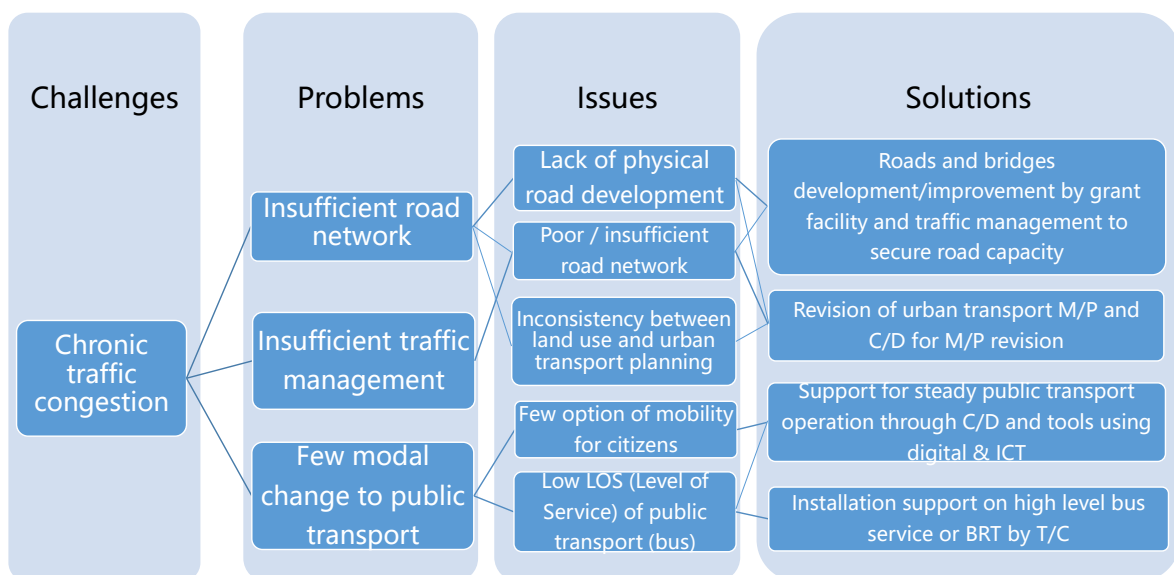 Challenges
Problems
Issues
Solutions
Chronic
traffic
congestion
Insufficient road
network
Insufficient traffic
management
Few modal
change to public
transport
Lack of physical
road development
Poor / insufficient
road network
Inconsistency between
land use and urban
transport planning
Few option of mobility
for citizens
Low LOS (Level of
Service) of public
transport (bus)
Roads and bridges
development/improvement by grant
facility and traffic management to
secure road capacity
Revision of urban transport M/P and
C/D for M/P revision
Support for steady public transport
operation through C/D and tools using
digital & ICT
Installation support on high level bus
service or BRT by T/C